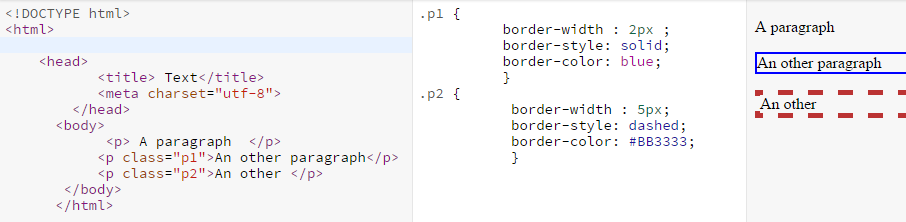 <!DOCTYPE html>
<html>
<head>
<title> Text</title>
<meta charset="utf-8">
</head>
<body>
<p> A paragraph  </p>
<p class="p1">An other paragraph</p>
<p class="p2">An other </p>
</body>
</html>
.p1 {
border-width : 2px ;
border-style: solid;
border-color: blue;
}
.p2 {
border-width : 5px;
border-style: dashed;
border-color: #BB3333;
}
A paragraph
An other paragraph
An other